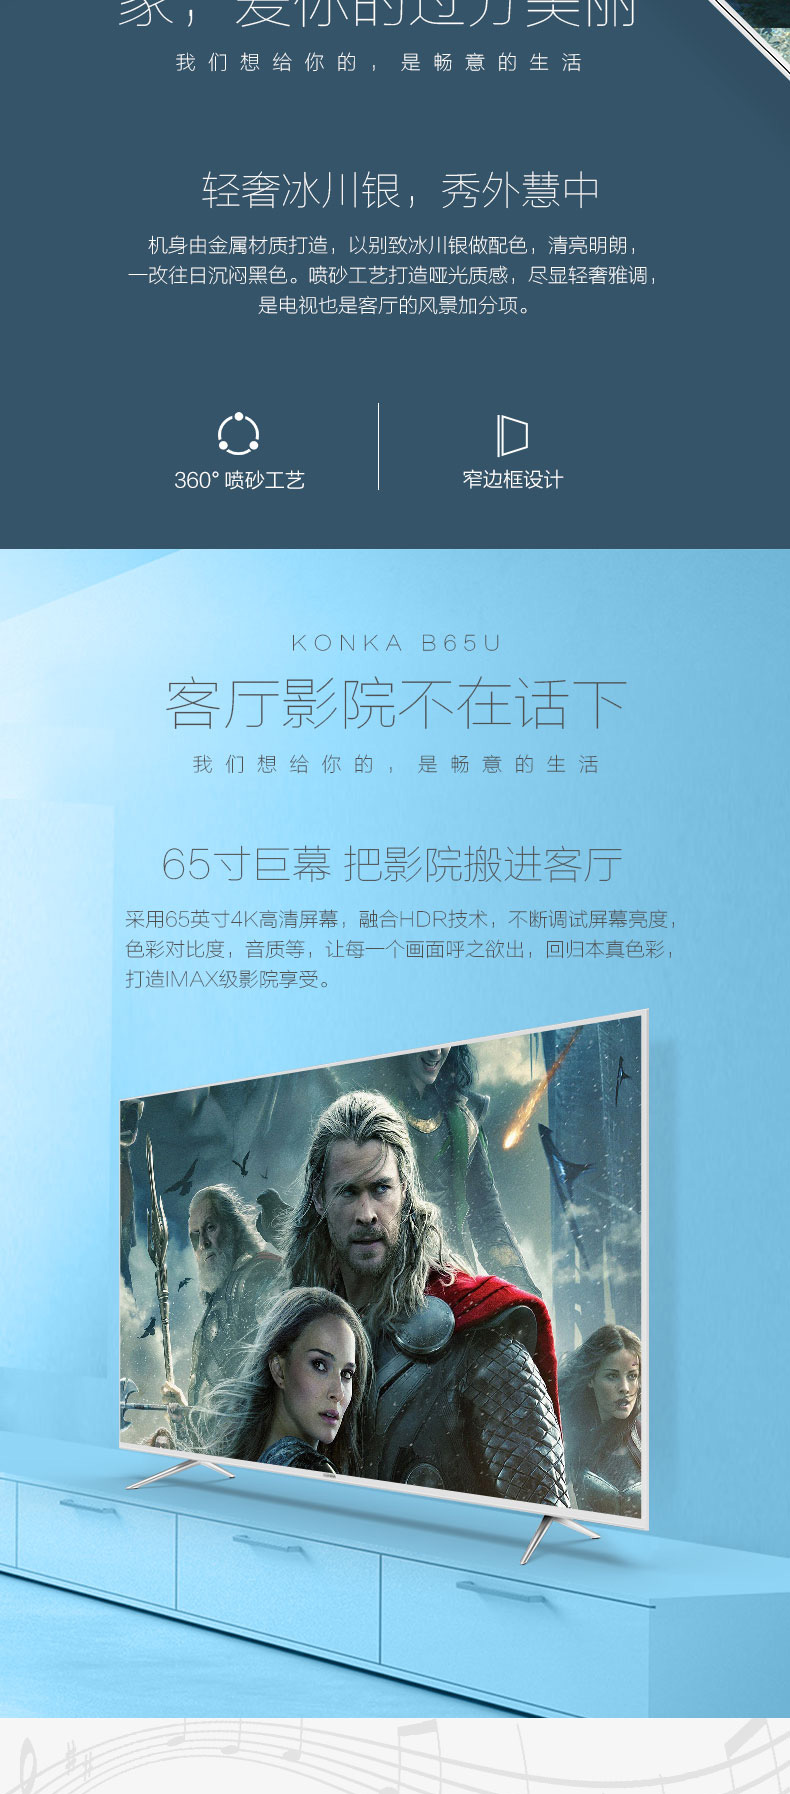 家，爱你的过分美丽
我们想给你的，是畅意的生活
轻奢冰川银，秀外慧中
机身由金属材质打造，以别致冰川银做配色，清亮明朗，
一改往日沉闷黑色。喷砂工艺打造哑光质感，尽显轻奢雅调，
是电视也是客厅的风景加分项。
360°喷砂工艺
窄边框设计
KONKA B65U
客厅影院不在话下
我们想给你的，是畅意的生活
65寸巨幕 把影院搬进客厅
采用65英寸4K高清屏幕，融合HDR技术，不断调试屏幕亮度，
色彩对比度，音质等，让每一个画面呼之欲出，回归本真色彩，
打造IMAX级影院享受。